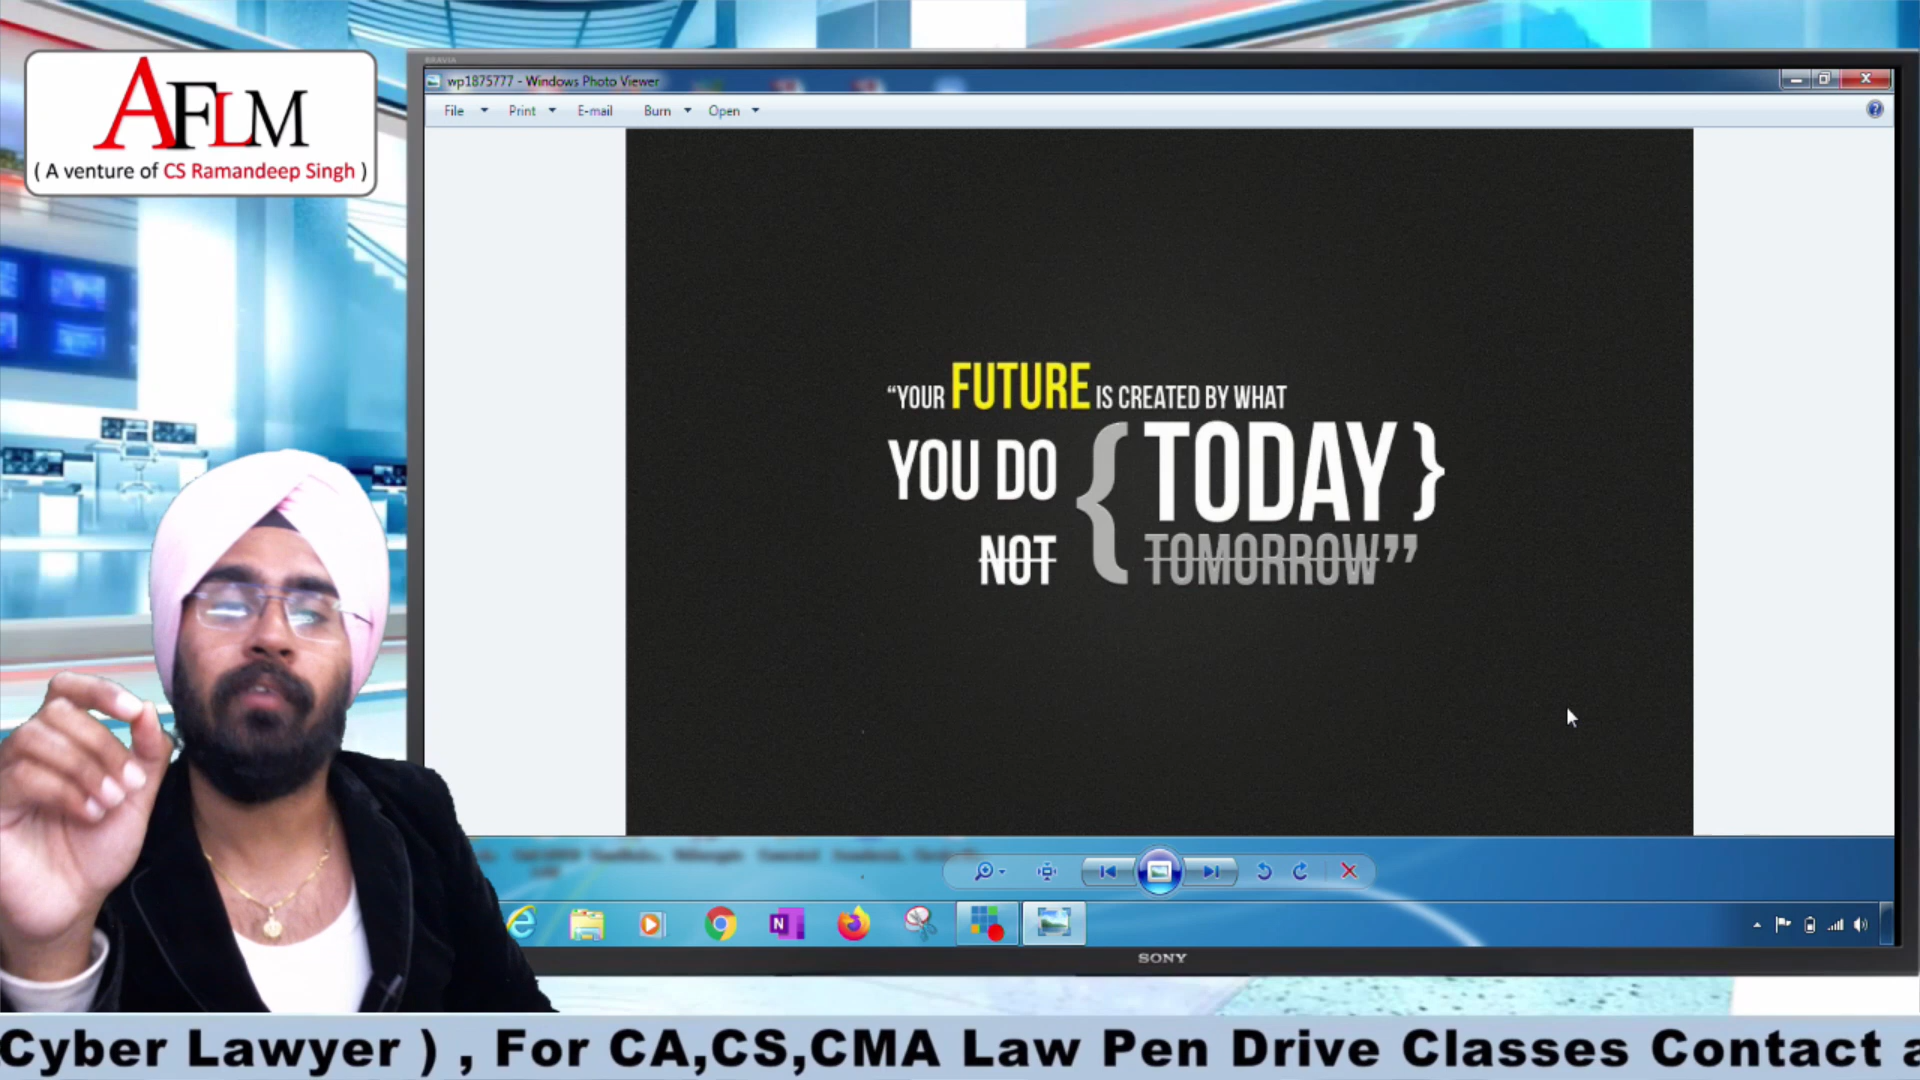 AFLM
( A venture of CS Ramandeep Singh )
BRAVIA
wp1875777 - Windows Photo Viewer
File Print E-mail Burn Open
“YOUR FUTURE IS CREATED BY WHAT
YOU DO { TODAY }
NOT TOMORROW”
SONY
Cyber Lawyer ) , For CA,CS,CMA Law Pen Drive Classes Contact a